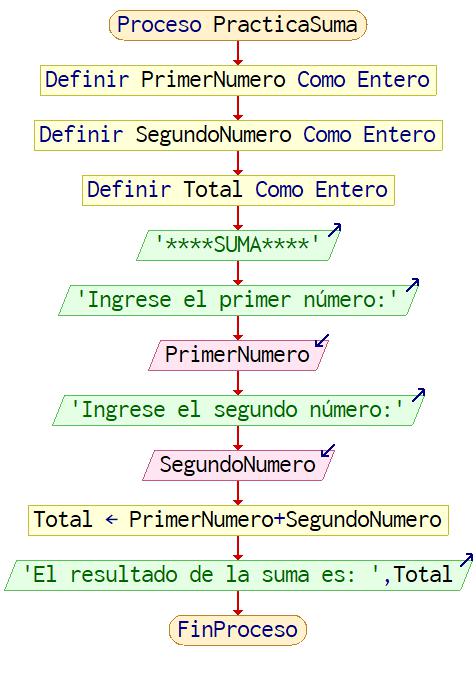 Proceso PracticaSuma
Definir PrimerNumero Como Entero
Definir SegundoNumero Como Entero
Definir Total Como Entero
'****SUMA****'
'Ingrese el primer número:'
PrimerNumero
'Ingrese el segundo número:'
SegundoNumero
Total ← PrimerNumero+SegundoNumero
'El resultado de la suma es: ',Total
FinProceso